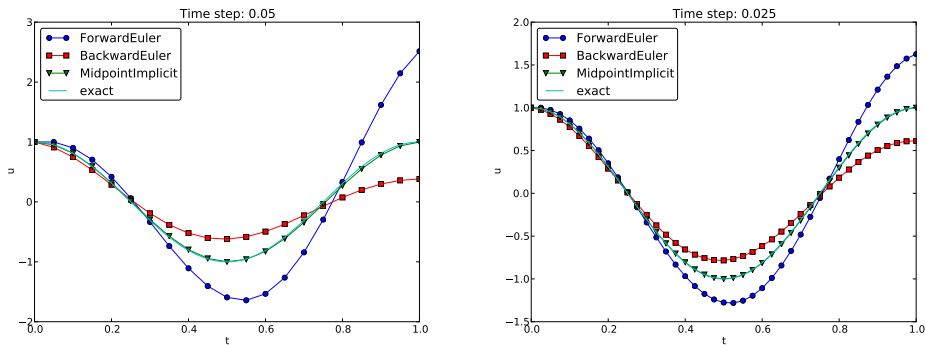 Time step: 0.05
3
2
1
0
−1
−2
0.0
0.2
0.4
0.6
0.8
1.0
u
t
ForwardEuler
BackwardEuler
MidpointImplicit
exact
Time step: 0.025
2.0
1.5
1.0
0.5
0.0
−0.5
−1.0
−1.5
0.0
0.2
0.4
0.6
0.8
1.0
u
t
ForwardEuler
BackwardEuler
MidpointImplicit
exact